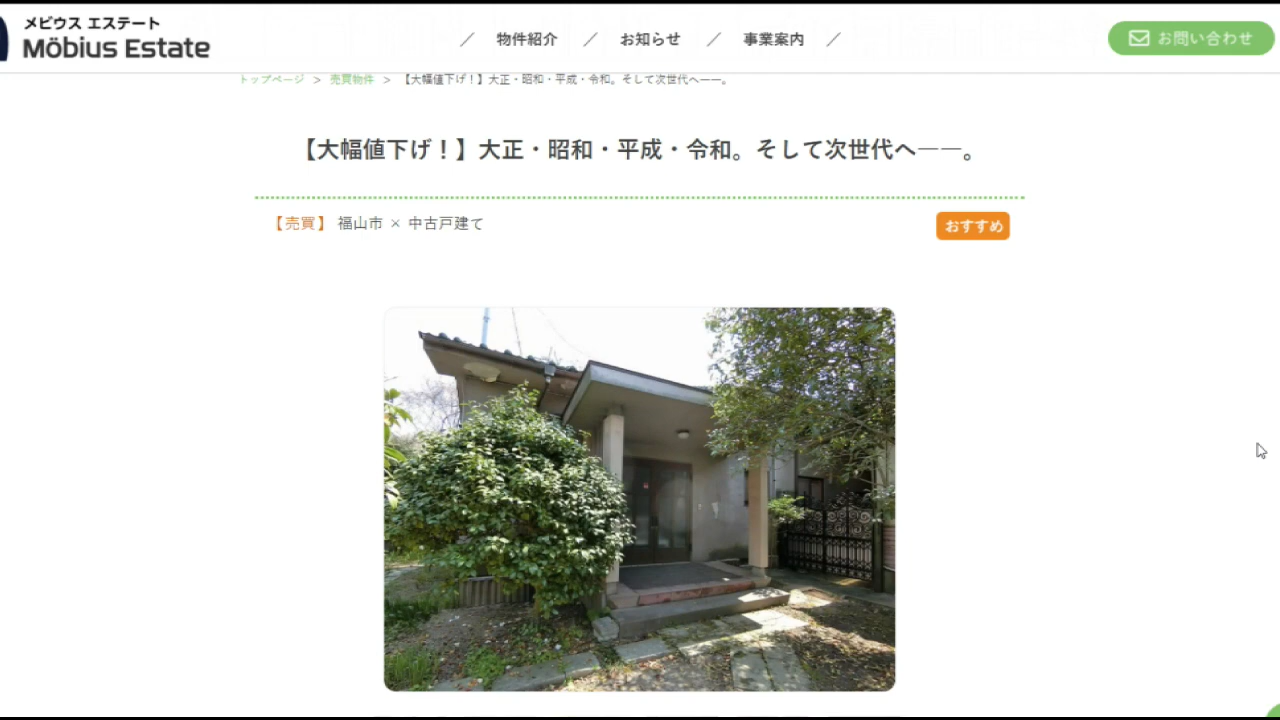 メビウス エステート
Möbius Estate
／ 物件紹介 ／ お知らせ ／ 事業案内 ／
お問い合わせ
トップページ > 売買物件 > 【大幅値下げ！】大正・昭和・平成・令和。そして次世代へ――。
【大幅値下げ！】大正・昭和・平成・令和。そして次世代へ――。
【売買】 福山市 × 中古戸建て
おすすめ